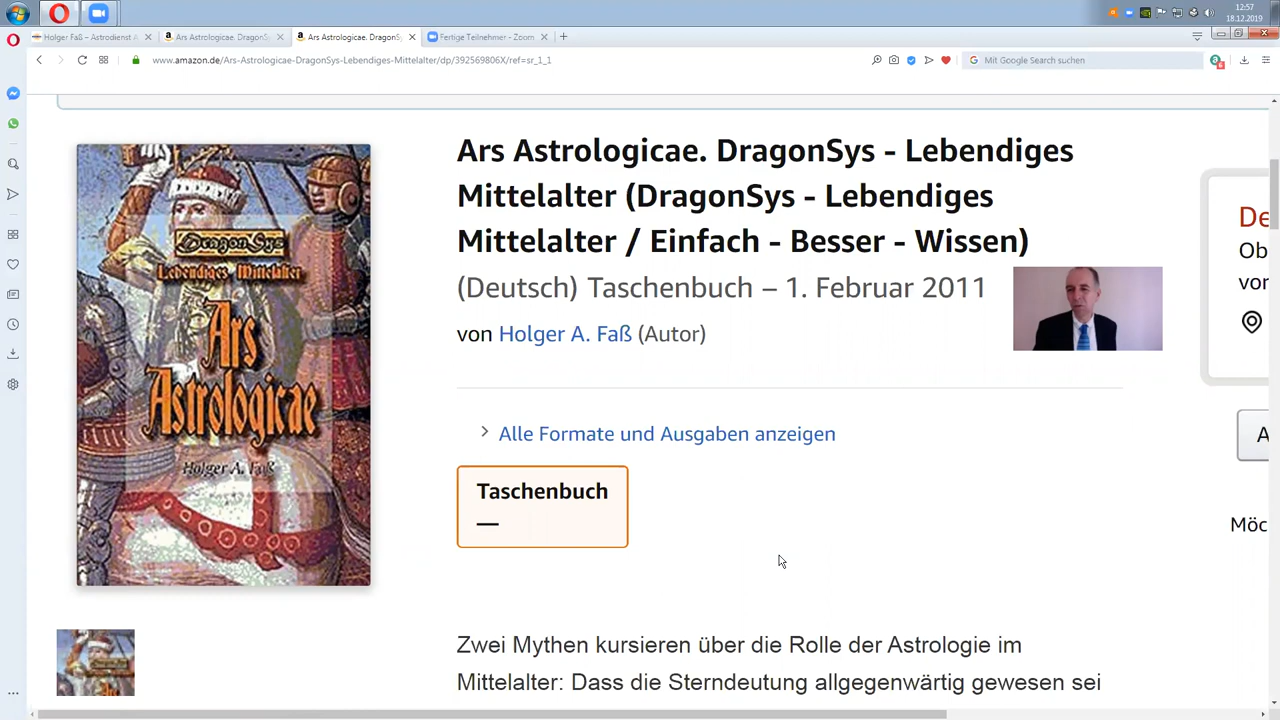 12:57
18.12.2019
Holger Faß – Astrodienst A
Ars Astrologicae. DragonSy
Ars Astrologicae. DragonSy
Fertige Teilnehmer - Zoom
www.amazon.de/Ars-Astrologicae-DragonSys-Lebendiges-Mittelalter/dp/392569806X/ref=sr_1_1
Mit Google Search suchen
6
DragonSys
Lebendiges Mittelalter
Ars
Astrologicae
Holger A. Faß
Ars Astrologicae. DragonSys - Lebendiges
Mittelalter (DragonSys - Lebendiges
Mittelalter / Einfach - Besser - Wissen)
(Deutsch) Taschenbuch – 1. Februar 2011
von Holger A. Faß (Autor)
Alle Formate und Ausgaben anzeigen
Taschenbuch
—
Zwei Mythen kursieren über die Rolle der Astrologie im
Mittelalter: Dass die Sterndeutung allgegenwärtig gewesen sei
De
Ob
vor
A
Möc